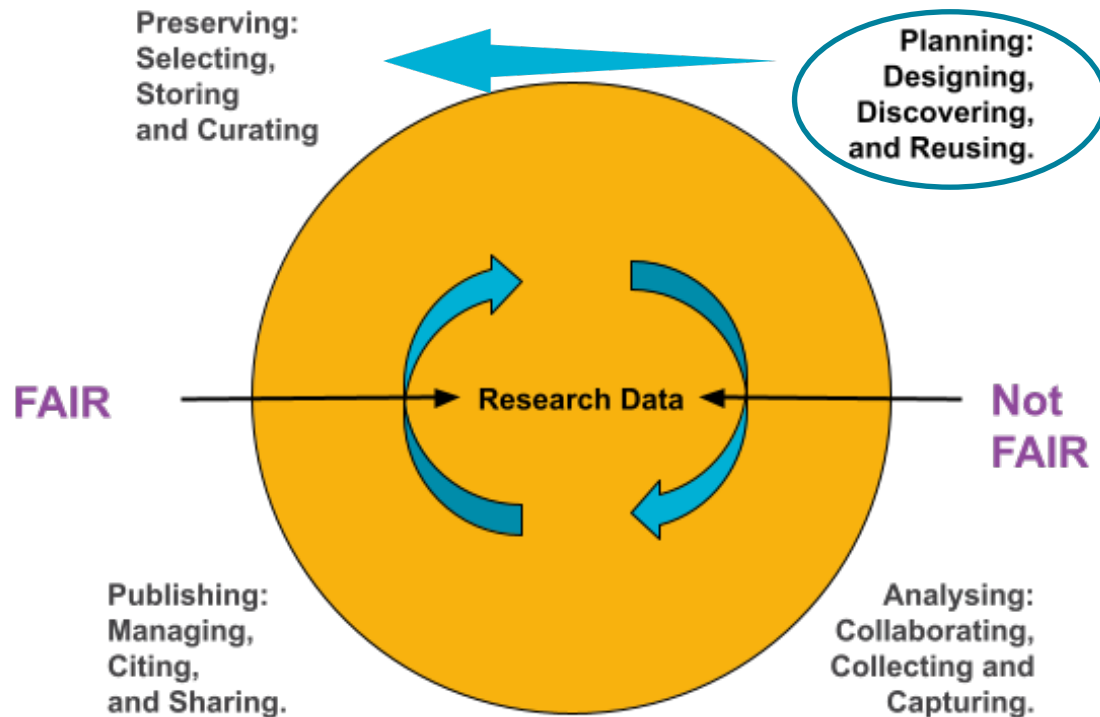 Preserving:
Selecting,
Storing
and Curating
Planning:
Designing,
Discovering,
and Reusing.
FAIR
Research Data
Not
FAIR
Publishing:
Managing,
Citing,
and Sharing.
Analysing:
Collaborating,
Collecting and
Capturing.